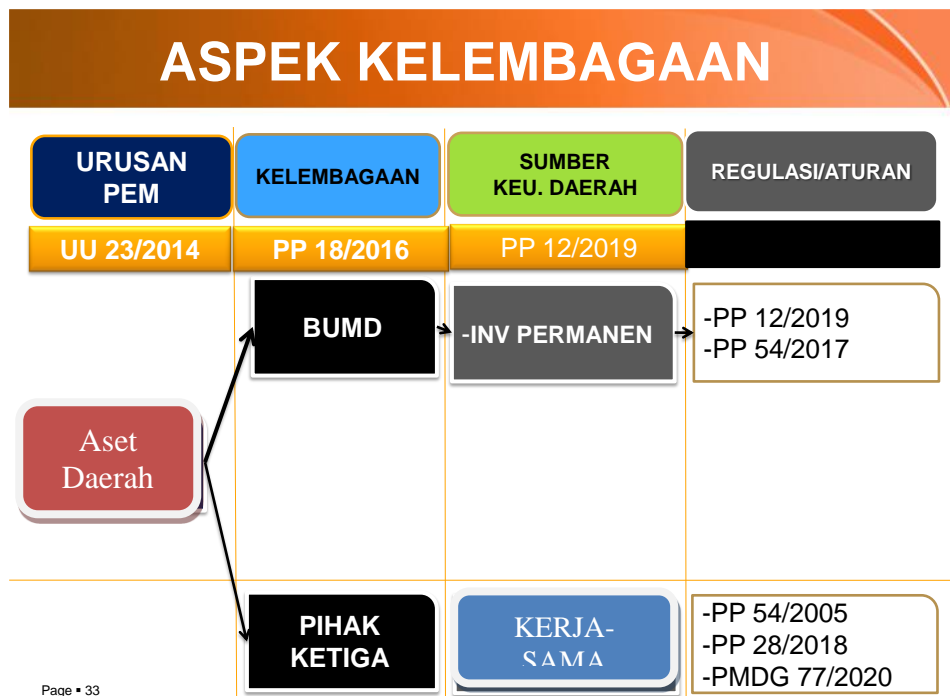 ASPEK KELEMBAGAAN
URUSAN
PEM
KELEMBAGAAN
SUMBER
KEU. DAERAH
REGULASI/ATURAN
UU 23/2014
PP 18/2016
PP 12/2019
BUMD
-INV PERMANEN
-PP 12/2019
-PP 54/2017
Aset
Daerah
PIHAK
KETIGA
KERJA-
SAMA
-PP 54/2005
-PP 28/2018
-PMDG 77/2020
Page ▪ 33